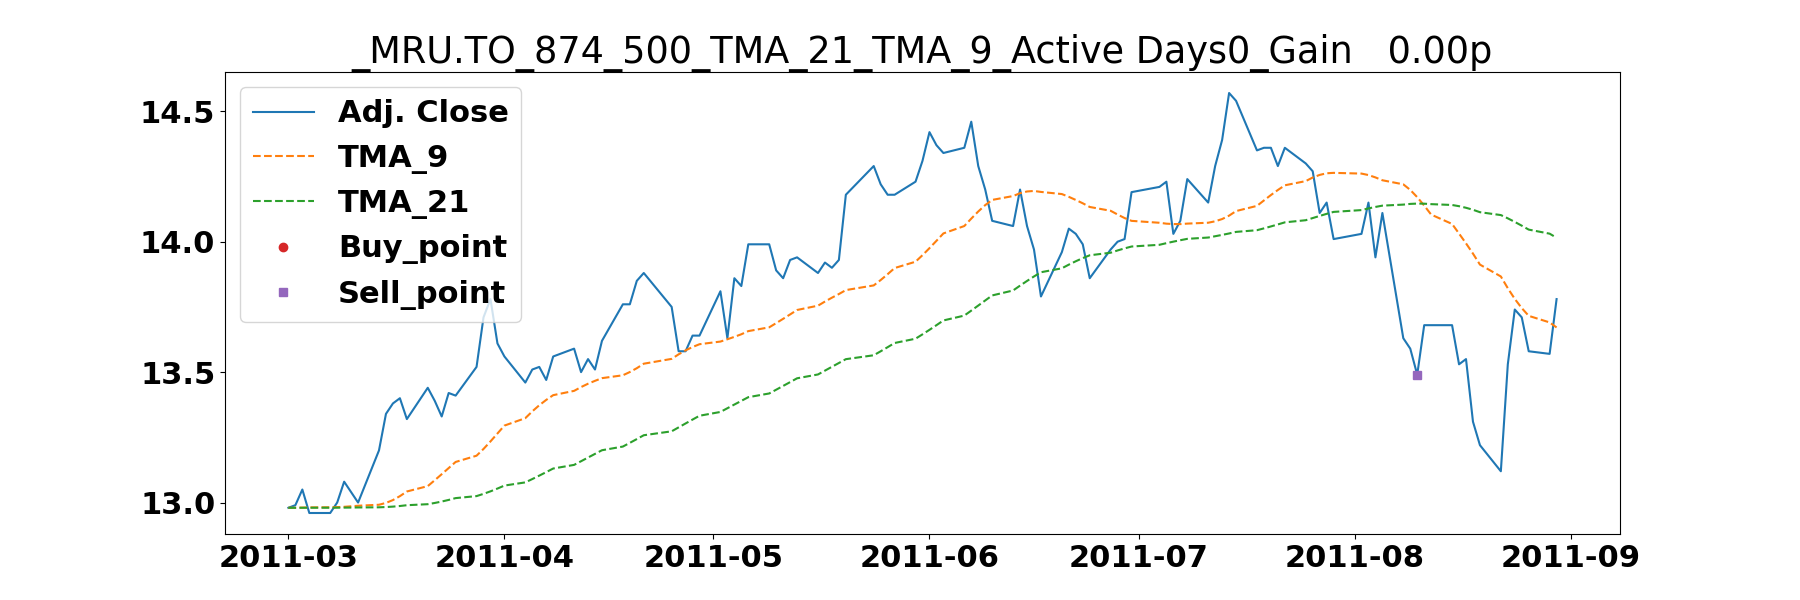 _MRU.TO_874_500_TMA_21_TMA_9_Active Days0_Gain   0.00p
14.5
14.0
13.5
13.0
Adj. Close
TMA_9
TMA_21
Buy_point
Sell_point
2011-03 2011-04 2011-05 2011-06 2011-07 2011-08 2011-09